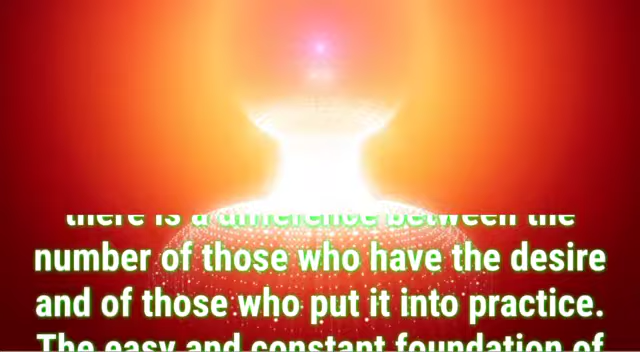 there is a difference between the
number of those who have the desire
and of those who put it into practice.
The easy and constant foundation of